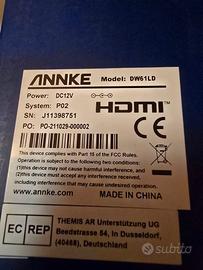 ANNKE Model: DW61LD
Power: DC12V
System: P02
SN: J11398751
PO: PO-211029-000002
HDMI™
This device complies with Part 15 of the FCC Rules.
Operation is subject to the following two conditions:
(1) this device may not cause harmful interference, and
(2) this device must accept any interference received,
including interference that may cause undesired
operation.
www.annke.com MADE IN CHINA
EC REP
THEMIS AR Unterstützung UG
Beedstrasse 54, In Dusseldorf,
(40468), Deutschland
subito